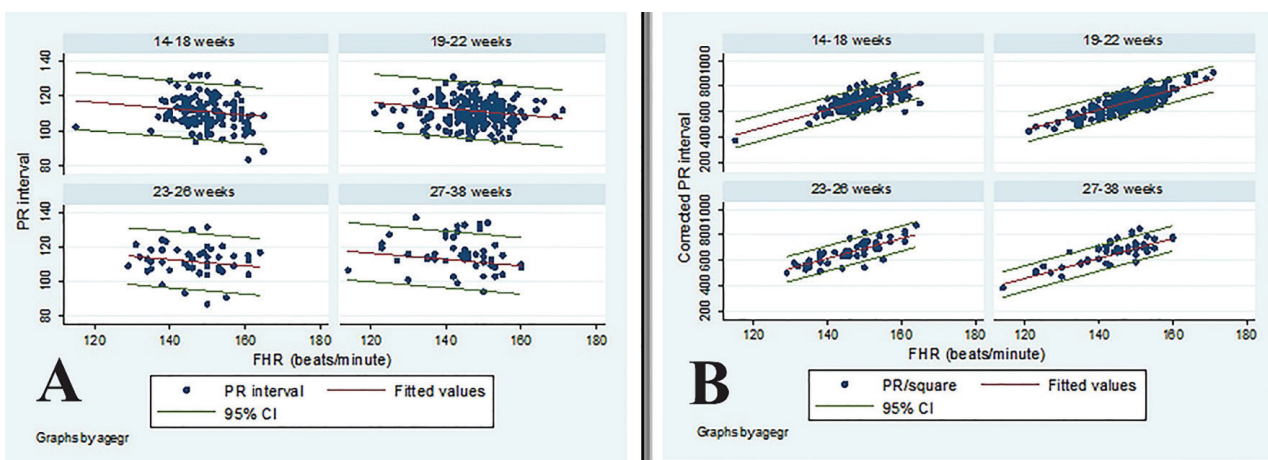 14-18 weeks
19-22 weeks
140
120
100
80
23-26 weeks
27-38 weeks
140
120
100
80
PR interval
120 140 160 180 120 140 160 180
FHR (beats/minute)
A
PR interval Fitted values
95% CI
Graphs by agegr
14-18 weeks
19-22 weeks
200 400 600 8001000
23-26 weeks
27-38 weeks
200 400 600 8001000
Corrected PR interval
120 140 160 180 120 140 160 180
FHR (beats/minute)
B
PR/square Fitted values
95% CI
Graphs by agegr